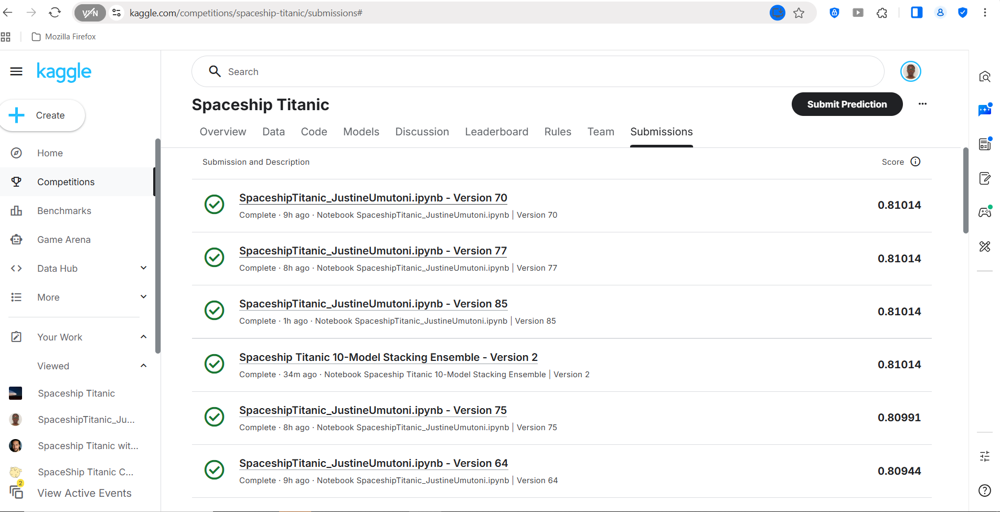 VPN
kaggle.com/competitions/spaceship-titanic/submissions#
Mozilla Firefox
kaggle
Search
Create
Spaceship Titanic
Submit Prediction
Overview
Data
Code
Models
Discussion
Leaderboard
Rules
Team
Submissions
Home
Competitions
Benchmarks
Game Arena
Data Hub
More
Your Work
Viewed
Spaceship Titanic
SpaceshipTitanic_Ju...
Spaceship Titanic wit...
SpaceShip Titanic C...
2
View Active Events
Submission and Description
Score
SpaceshipTitanic_JustineUmutoni.ipynb - Version 70
Complete · 9h ago · Notebook SpaceshipTitanic_JustineUmutoni.ipynb | Version 70
0.81014
SpaceshipTitanic_JustineUmutoni.ipynb - Version 77
Complete · 8h ago · Notebook SpaceshipTitanic_JustineUmutoni.ipynb | Version 77
0.81014
SpaceshipTitanic_JustineUmutoni.ipynb - Version 85
Complete · 1h ago · Notebook SpaceshipTitanic_JustineUmutoni.ipynb | Version 85
0.81014
Spaceship Titanic 10-Model Stacking Ensemble - Version 2
Complete · 34m ago · Notebook Spaceship Titanic 10-Model Stacking Ensemble | Version 2
0.81014
SpaceshipTitanic_JustineUmutoni.ipynb - Version 75
Complete · 8h ago · Notebook SpaceshipTitanic_JustineUmutoni.ipynb | Version 75
0.80991
SpaceshipTitanic_JustineUmutoni.ipynb - Version 64
Complete · 9h ago · Notebook SpaceshipTitanic_JustineUmutoni.ipynb | Version 64
0.80944